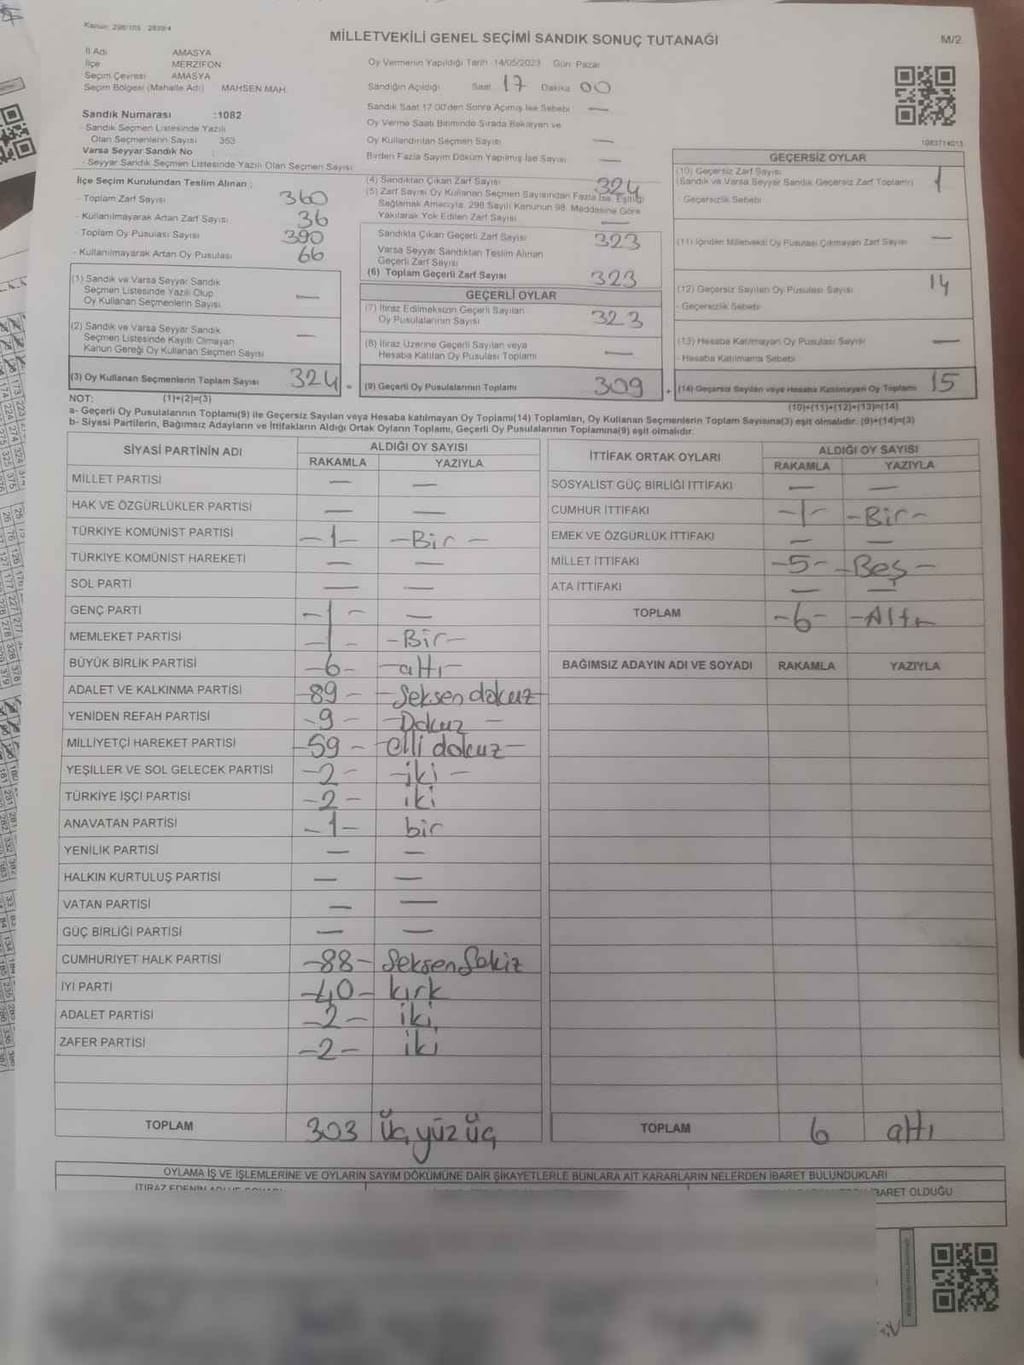 Kanun: 298/105 2839/4
MİLLETVEKİLİ GENEL SEÇİMİ SANDIK SONUÇ TUTANAĞI
M/2
İl Adı AMASYA
İlçe MERZİFON
Seçim Çevresi AMASYA
Seçim Bölgesi (Mahalle Adı) MAHSEN MAH.
Sandık Numarası :1082
Sandık Seçmen Listesinde Yazılı
Olan Seçmenlerin Sayısı 353
Varsa Seyyar Sandık No :
- Seyyar Sandık Seçmen Listesinde Yazılı Olan Seçmen Sayısı
Oy Vermenin Yapıldığı Tarih :14/05/2023 Gün: Pazar
Sandığın Açıldığı Saat 17 Dakika 00
Sandık Saat 17.00'den Sonra Açılmış İse Sebebi —
Oy Verme Saati Bitiminde Sırada Bekleyen ve
Oy Kullandırılan Seçmen Sayısı —
Birden Fazla Sayım Döküm Yapılmış İse Sayısı —
İlçe Seçim Kurulundan Teslim Alınan :
- Toplam Zarf Sayısı 360
- Kullanılmayarak Artan Zarf Sayısı 36
- Toplam Oy Pusulası Sayısı 390
- Kullanılmayarak Artan Oy Pusulası 66
(1) Sandık ve Varsa Seyyar Sandık
Seçmen Listesinde Yazılı Olup
Oy Kullanan Seçmenlerin Sayısı —
(2) Sandık ve Varsa Seyyar Sandık
Seçmen Listesinde Kayıtlı Olmayan
Kanun Gereği Oy Kullanan Seçmen Sayısı —
(3) Oy Kullanan Seçmenlerin Toplam Sayısı 324 =
(4) Sandıktan Çıkan Zarf Sayısı 324
(5) Zarf Sayısı Oy Kullanan Seçmen Sayısından Fazla İse, Eşitliği
Sağlamak Amacıyla, 298 Sayılı Kanunun 98. Maddesine Göre
Yakılarak Yok Edilen Zarf Sayısı —
Sandıkta Çıkan Geçerli Zarf Sayısı 323
Varsa Seyyar Sandıktan Teslim Alınan
Geçerli Zarf Sayısı
(6) Toplam Geçerli Zarf Sayısı 323
GEÇERLİ OYLAR
(7) İtiraz Edilmeksizin Geçerli Sayılan
Oy Pusulalarının Sayısı 323
(8) İtiraz Üzerine Geçerli Sayılan veya
Hesaba Katılan Oy Pusulası Toplamı —
(9) Geçerli Oy Pusulalarının Toplamı 309 +
1083714013
GEÇERSİZ OYLAR
(10) Geçersiz Zarf Sayısı
(Sandık ve Varsa Seyyar Sandık Geçersiz Zarf Toplamı) 1
- Geçersizlik Sebebi
(11) İçinden Milletvekili Oy Pusulası Çıkmayan Zarf Sayısı —
(12) Geçersiz Sayılan Oy Pusulası Sayısı 14
- Geçersizlik Sebebi
(13) Hesaba Katılmayan Oy Pusulası Sayısı —
- Hesaba Katılmama Sebebi
(14) Geçersiz Sayılan veya Hesaba Katılmayan Oy Toplamı 15
NOT: (1)+(2)=(3)
(10)+(11)+(12)+(13)=(14)
a- Geçerli Oy Pusulalarının Toplamı(9) ile Geçersiz Sayılan veya Hesaba katılmayan Oy Toplamı(14) Toplamları, Oy Kullanan Seçmenlerin Toplam Sayısına(3) eşit olmalıdır. (9)+(14)=(3)
b- Siyasi Partilerin, Bağımsız Adayların ve İttifakların Aldığı Ortak Oyların Toplamı, Geçerli Oy Pusulalarının Toplamına(9) eşit olmalıdır.
SİYASİ PARTİNİN ADI ALDIĞI OY SAYISI
RAKAMLA YAZIYLA
MİLLET PARTİSİ — —
HAK VE ÖZGÜRLÜKLER PARTİSİ — —
TÜRKİYE KOMÜNİST PARTİSİ -1- -Bir-
TÜRKİYE KOMÜNİST HAREKETİ — —
SOL PARTİ — —
GENÇ PARTİ -1- —
MEMLEKET PARTİSİ -1- -Bir-
BÜYÜK BİRLİK PARTİSİ -6- -altı-
ADALET VE KALKINMA PARTİSİ -89- -Seksen dokuz
YENİDEN REFAH PARTİSİ -9- -Dokuz-
MİLLİYETÇİ HAREKET PARTİSİ -59- -elli dokuz-
YEŞİLLER VE SOL GELECEK PARTİSİ -2- -iki-
TÜRKİYE İŞÇİ PARTİSİ -2- iki
ANAVATAN PARTİSİ -1- bir
YENİLİK PARTİSİ — —
HALKIN KURTULUŞ PARTİSİ — —
VATAN PARTİSİ — —
GÜÇ BİRLİĞİ PARTİSİ — —
CUMHURİYET HALK PARTİSİ -88- Seksen Sekiz
İYİ PARTİ -40- kırk
ADALET PARTİSİ -2- iki
ZAFER PARTİSİ -2- iki
TOPLAM 303 üç yüz üç
İTTİFAK ORTAK OYLARI ALDIĞI OY SAYISI
RAKAMLA YAZIYLA
SOSYALİST GÜÇ BİRLİĞİ İTTİFAKI — —
CUMHUR İTTİFAKI -1- -Bir-
EMEK VE ÖZGÜRLÜK İTTİFAKI — —
MİLLET İTTİFAKI -5- -Beş-
ATA İTTİFAKI — —
TOPLAM -6- -Altı
BAĞIMSIZ ADAYIN ADI VE SOYADI RAKAMLA YAZIYLA
TOPLAM 6 altı
OYLAMA İŞ VE İŞLEMLERİNE VE OYLARIN SAYIM DÖKÜMÜNE DAİR ŞİKAYETLERLE BUNLARA AİT KARARLARIN NELERDEN İBARET BULUNDUKLARI
İBARET OLDUĞU